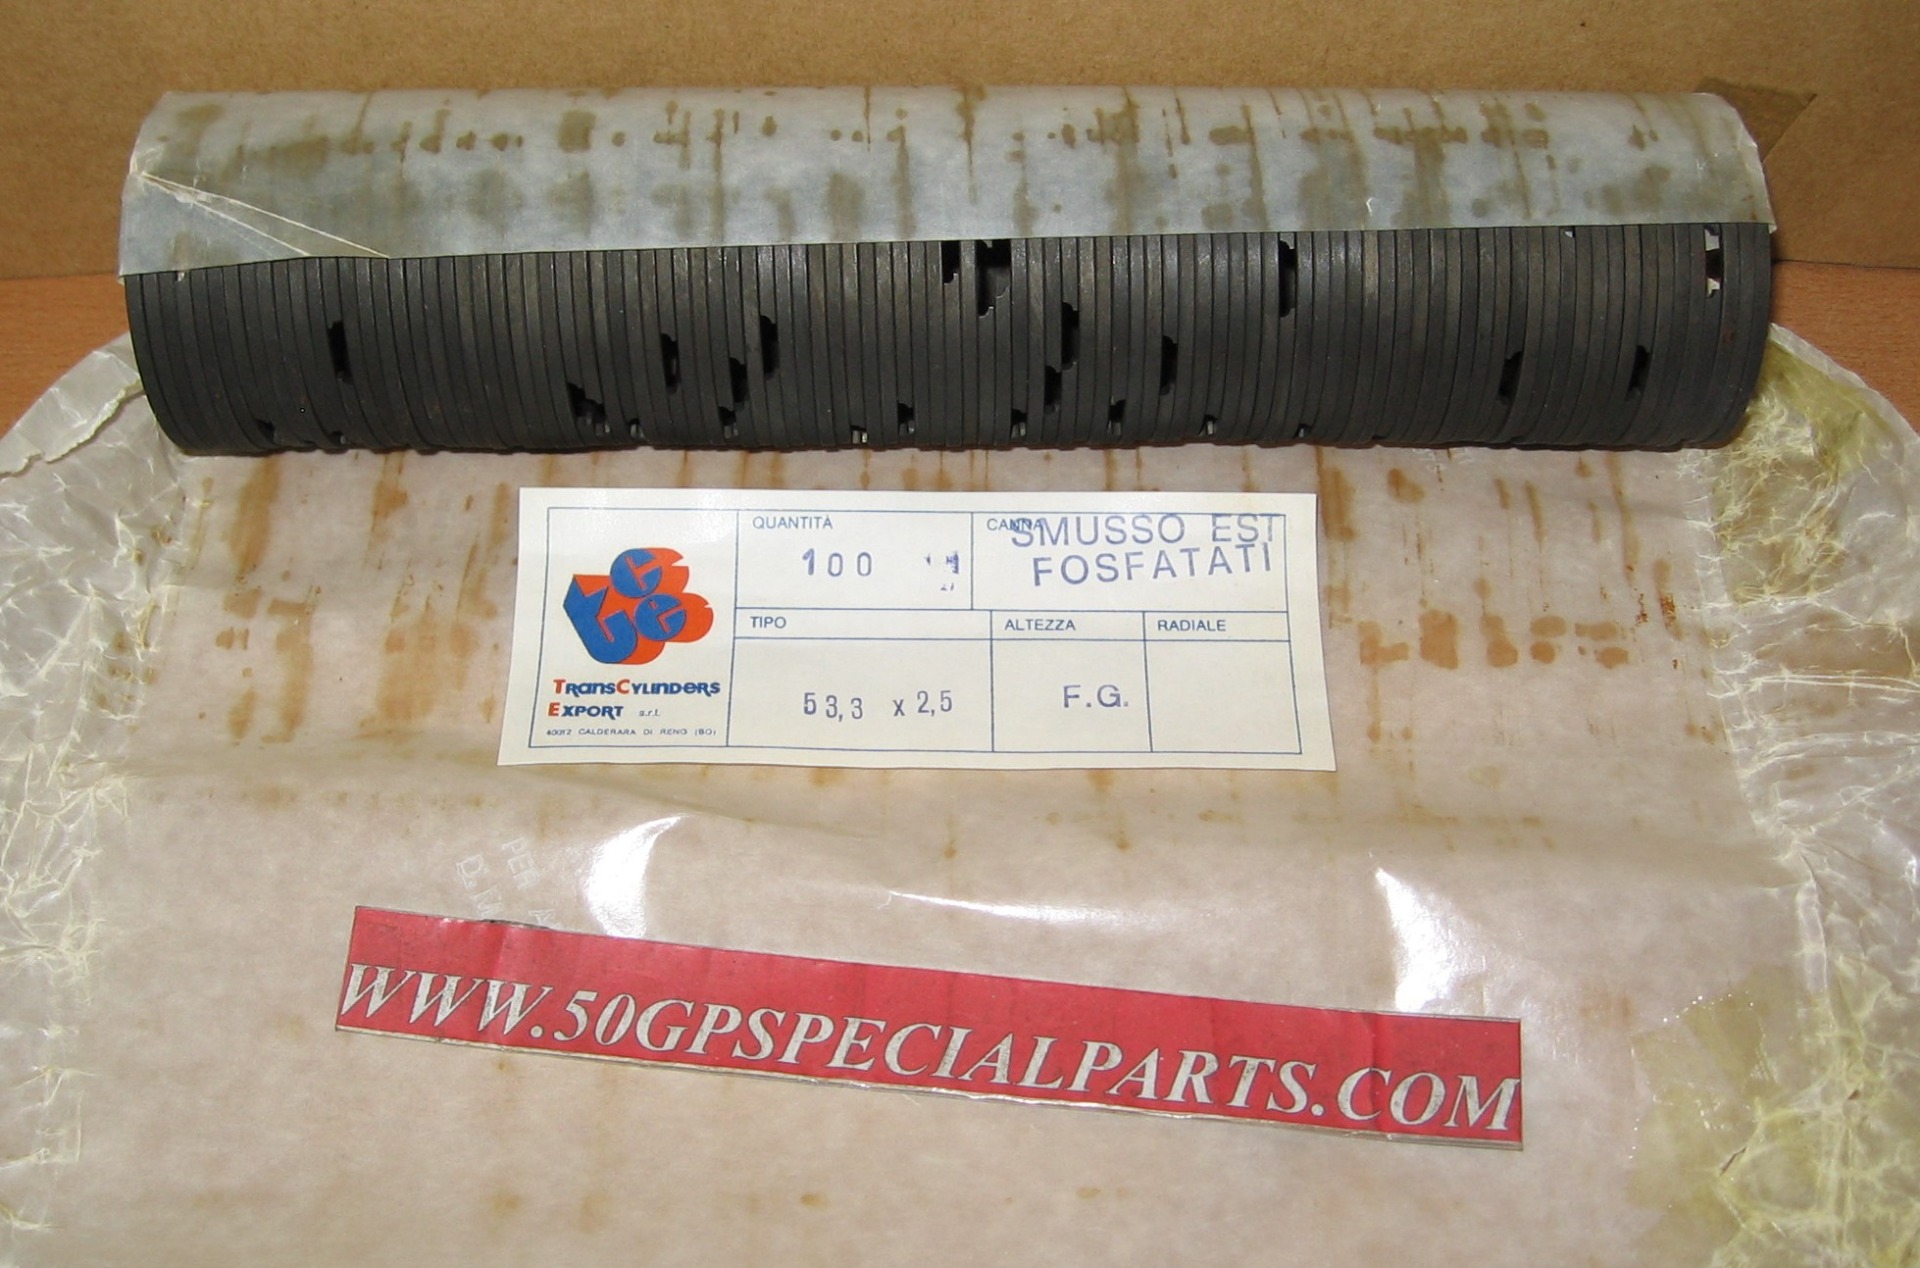 QUANTITÀ
100
CANNA
SMUSSO EST
FOSFATATI
tce
TIPO
53,3 x 2,5
ALTEZZA
F.G.
RADIALE
TRANSCYLINDERS
EXPORT s.r.l.
40012 CALDERARA DI RENO (BO)
WWW.50GPSPECIALPARTS.COM